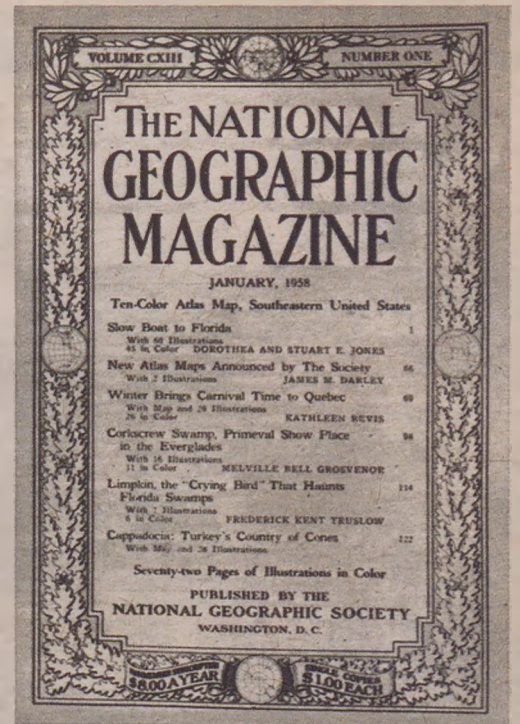 VOLUME CXIII NUMBER ONE
THE NATIONAL
GEOGRAPHIC
MAGAZINE
JANUARY, 1958
Ten-Color Atlas Map, Southeastern United States
Slow Boat to Florida 1
With 60 Illustrations
45 in Color DOROTHEA AND STUART E. JONES
New Atlas Maps Announced by The Society 66
With 2 Illustrations JAMES M. DARLEY
Winter Brings Carnival Time to Quebec 69
With Map and 29 Illustrations
26 in Color KATHLEEN REVIS
Corkscrew Swamp, Primeval Show Place 98
in the Everglades
With 16 Illustrations
11 in Color MELVILLE BELL GROSVENOR
Limpkin, the "Crying Bird" That Haunts 114
Florida Swamps
With 7 Illustrations
6 in Color FREDERICK KENT TRUSLOW
Cappadocia: Turkey's Country of Cones 122
With Map and 28 Illustrations
Seventy-two Pages of Illustrations in Color
PUBLISHED BY THE
NATIONAL GEOGRAPHIC SOCIETY
WASHINGTON, D. C.
SINGLE COPIES
$8.00 A YEAR $1.00 EACH